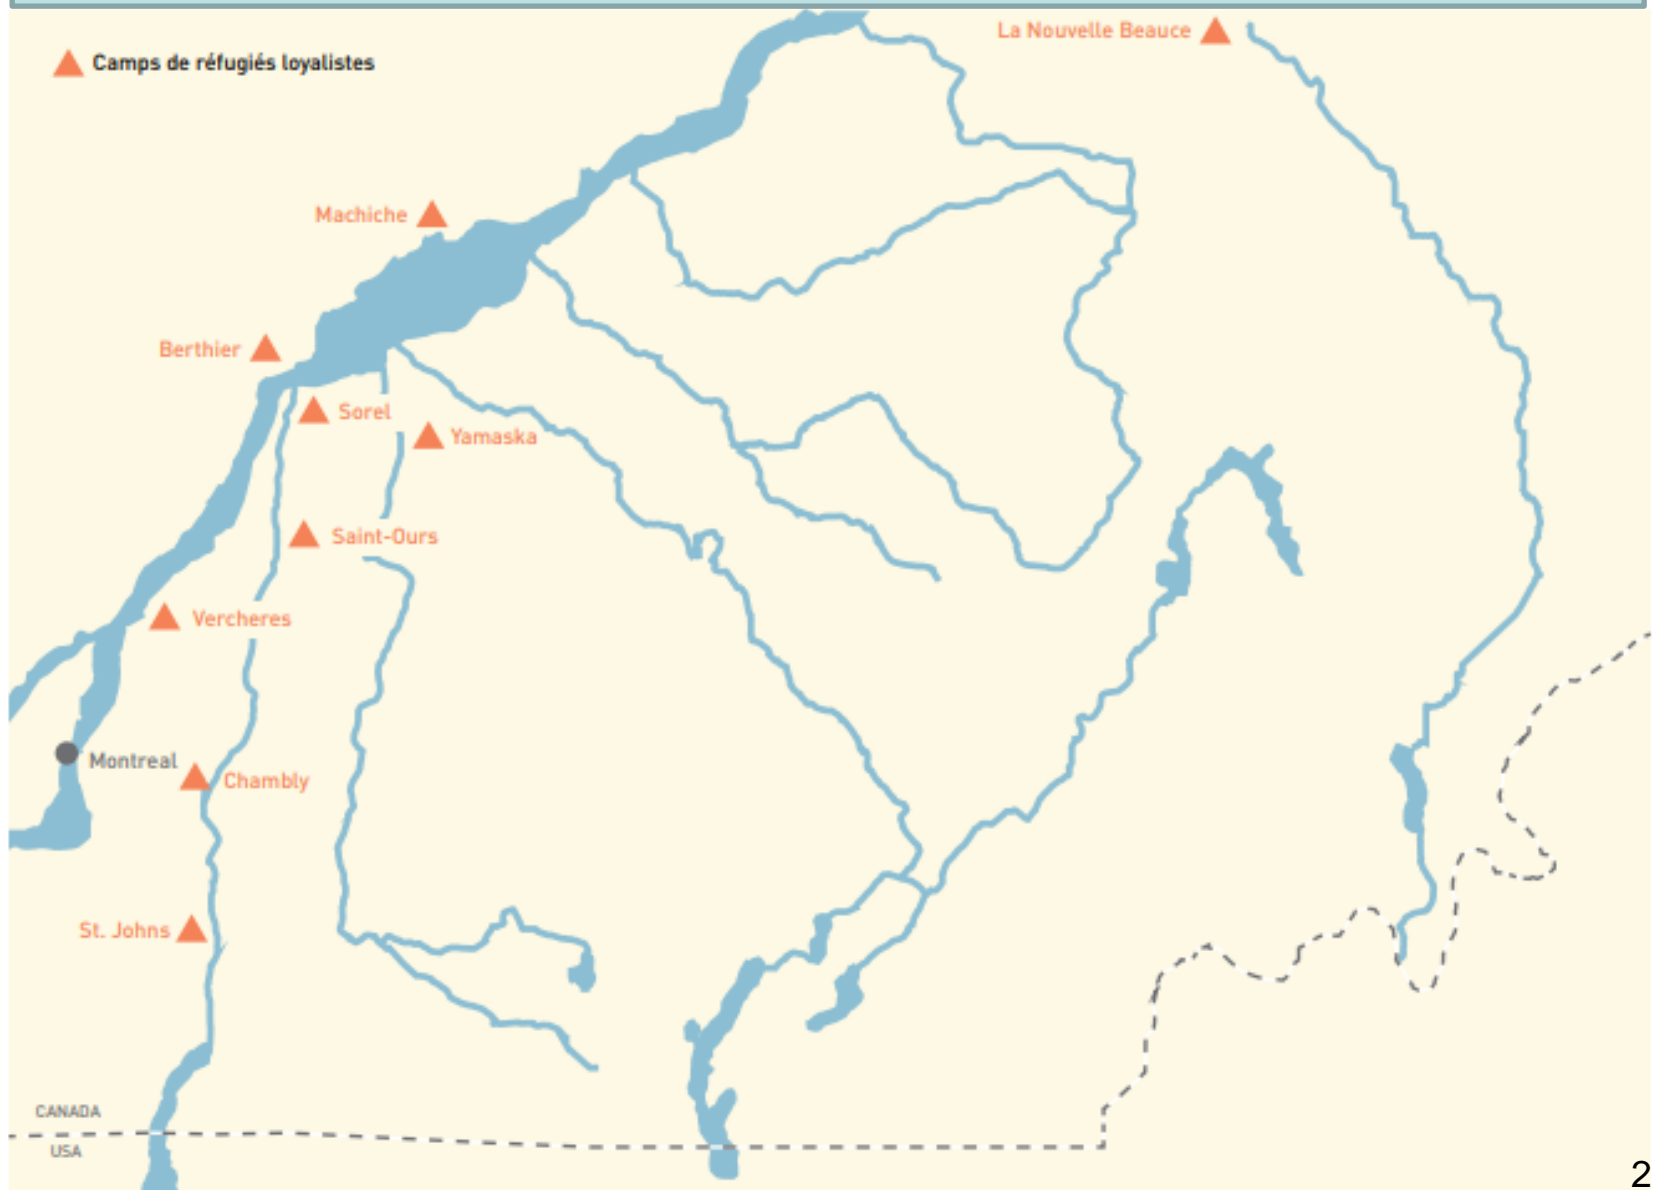 La Nouvelle Beauce
Camps de réfugiés loyalistes
Machiche
Berthier
Sorel
Yamaska
Saint-Ours
Vercheres
Montreal
Chambly
St. Johns
CANADA
USA
2